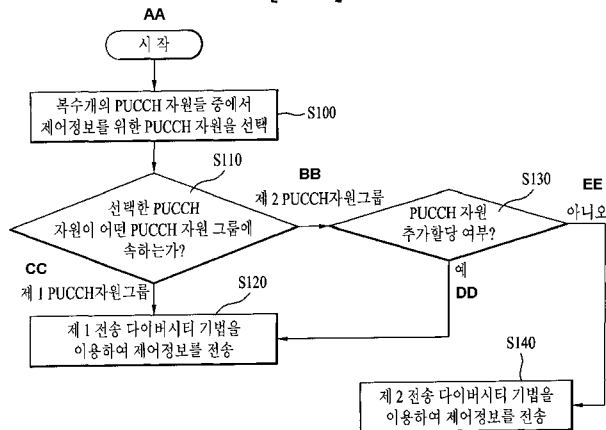 AA
시 작
복수개의 PUCCH 자원들 중에서
제어정보를 위한 PUCCH 자원을 선택
S100
S110
선택한 PUCCH
자원이 어떤 PUCCH 자원 그룹에
속하는가?
BB
제 2 PUCCH자원그룹
S130
PUCCH 자원
추가할당 여부?
EE
아니오
CC
제 1 PUCCH자원그룹
예
DD
S120
제 1 전송 다이버시티 기법을
이용하여 제어정보를 전송
S140
제 2 전송 다이버시티 기법을
이용하여 제어정보를 전송